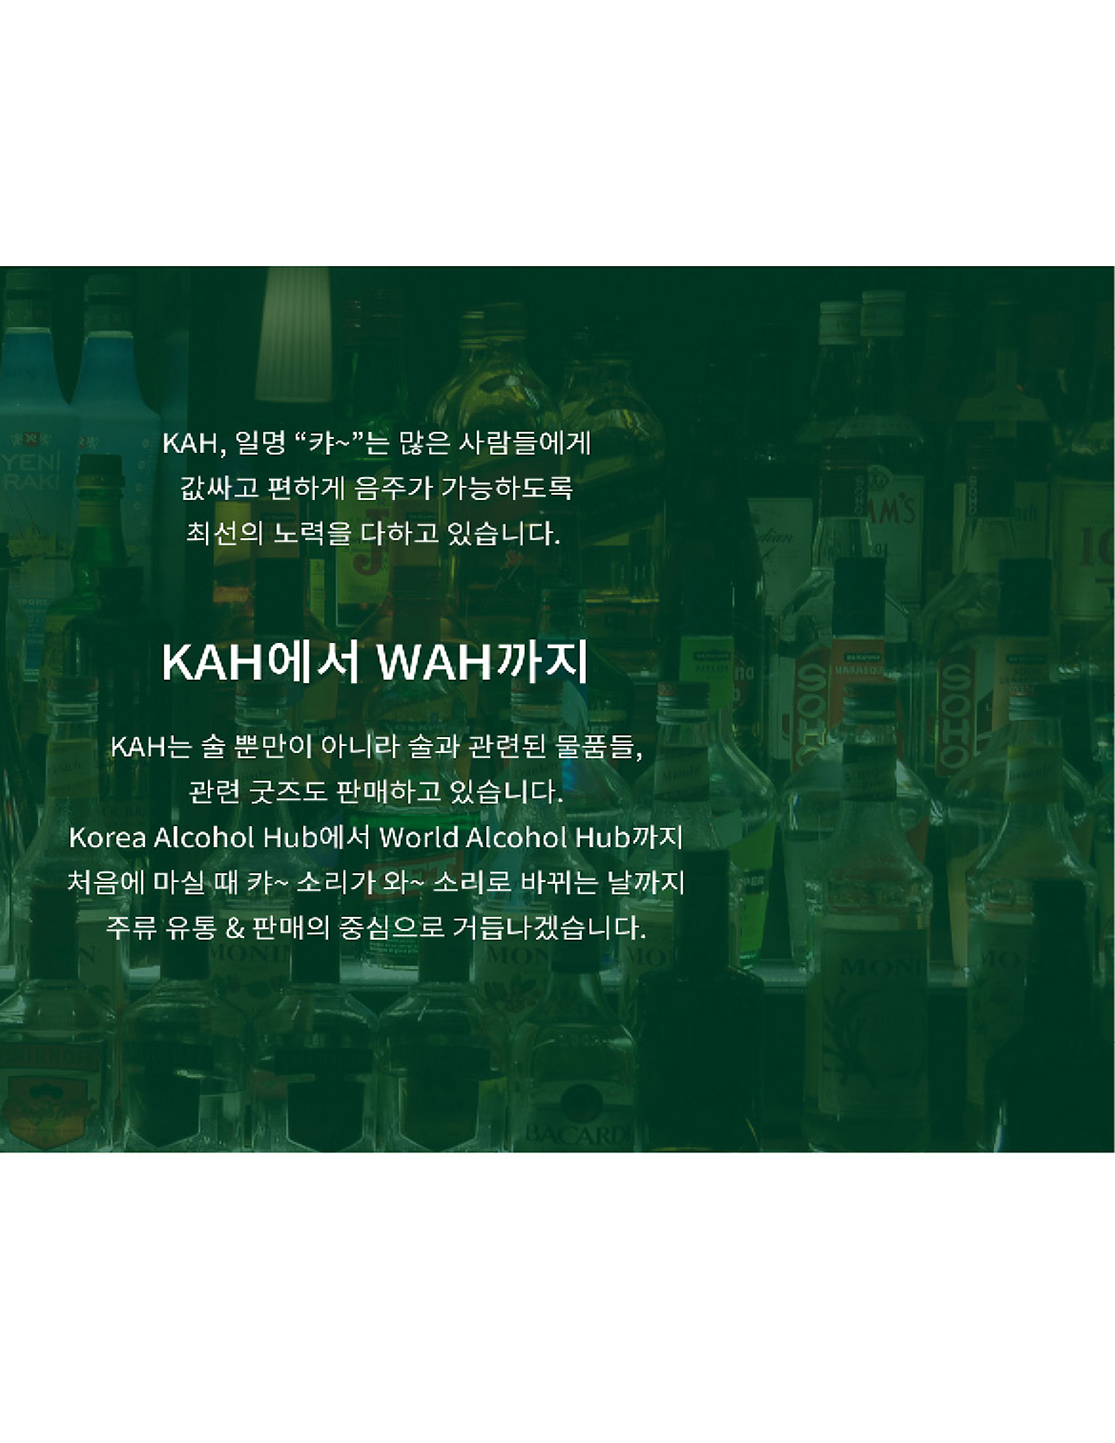 KAH, 일명 “캬~”는 많은 사람들에게
값싸고 편하게 음주가 가능하도록
최선의 노력을 다하고 있습니다.
KAH에서 WAH까지
KAH는 술 뿐만이 아니라 술과 관련된 물품들,
관련 굿즈도 판매하고 있습니다.
Korea Alcohol Hub에서 World Alcohol Hub까지
처음에 마실 때 캬~ 소리가 와~ 소리로 바뀌는 날까지
주류 유통 & 판매의 중심으로 거듭나겠습니다.
YENİ
RAKI
SOHO
SOHO
MONIN
BACARDI